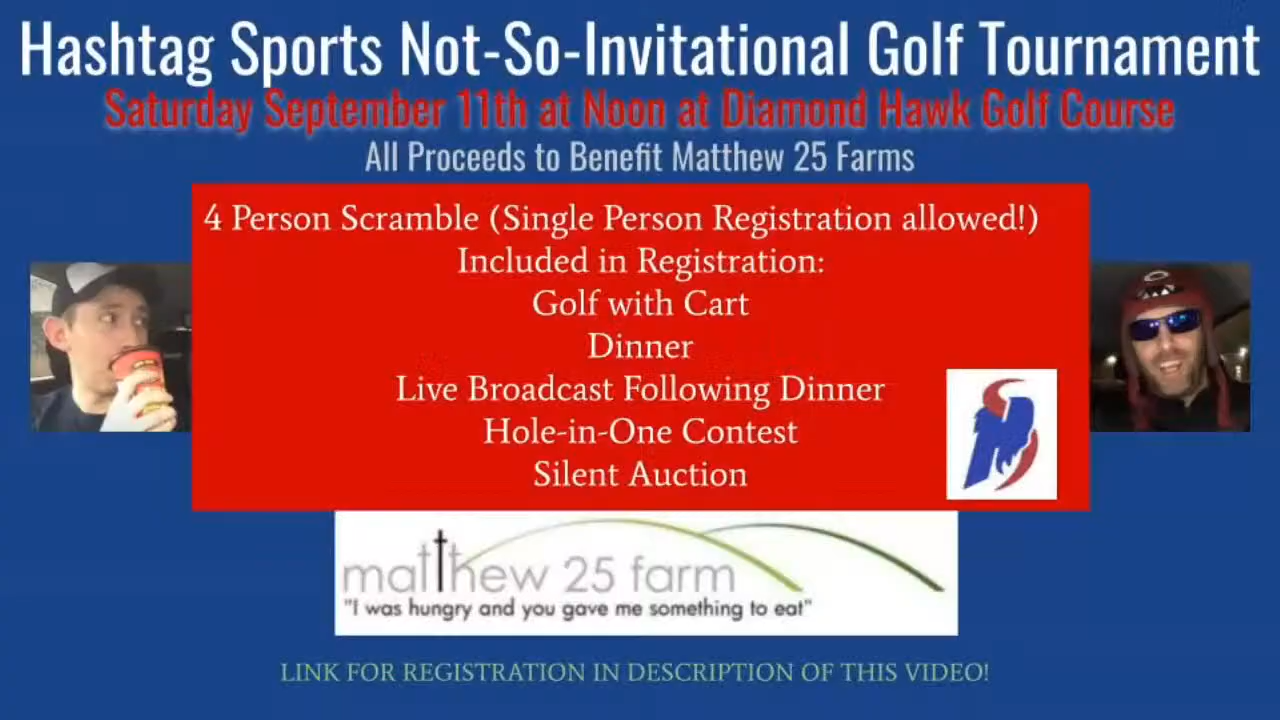 Hashtag Sports Not-So-Invitational Golf Tournament
Saturday September 11th at Noon at Diamond Hawk Golf Course
All Proceeds to Benefit Matthew 25 Farms
4 Person Scramble (Single Person Registration allowed!)
Included in Registration:
Golf with Cart
Dinner
Live Broadcast Following Dinner
Hole-in-One Contest
Silent Auction
matthew 25 farm
"I was hungry and you gave me something to eat"
LINK FOR REGISTRATION IN DESCRIPTION OF THIS VIDEO!